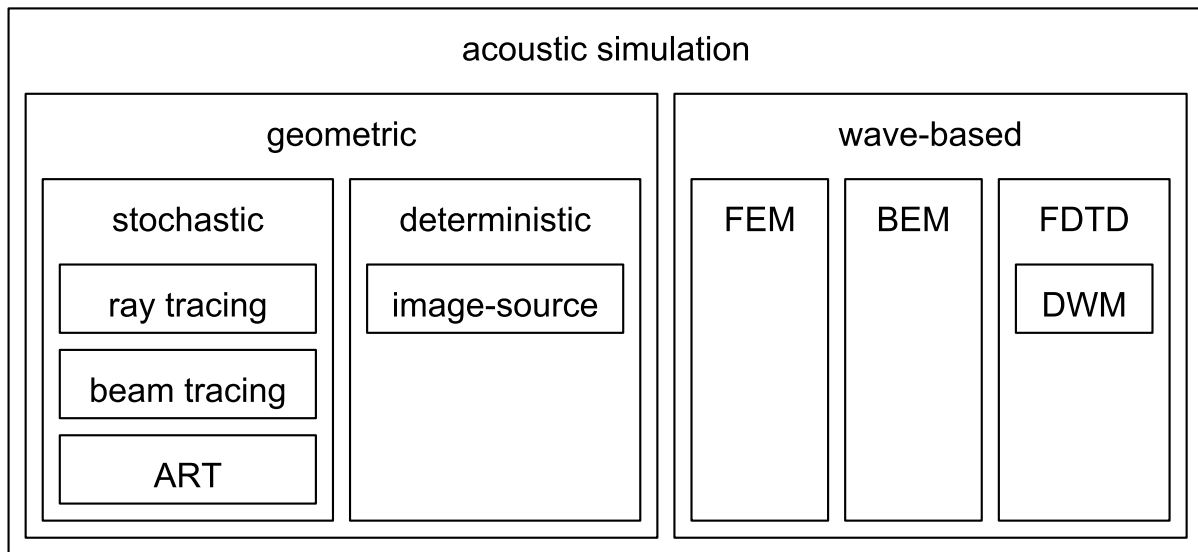 acoustic simulation
geometric
stochastic
ray tracing
beam tracing
ART
deterministic
image-source
wave-based
FEM
BEM
FDTD
DWM